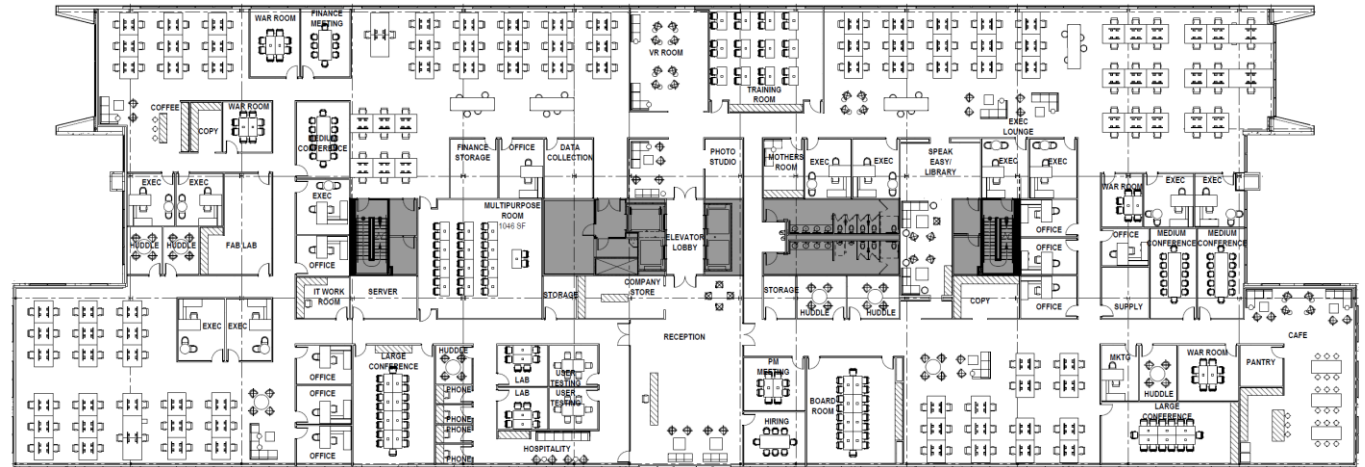 WAR ROOM
FINANCE
MEETING
VR ROOM
TRAINING
ROOM
COFFEE
COPY
WAR ROOM
MEDIUM
CONFERENCE
EXEC
LOUNGE
FINANCE
STORAGE
OFFICE
DATA
COLLECTION
PHOTO
STUDIO
MOTHERS
ROOM
EXEC
EXEC
SPEAK
EASY/
LIBRARY
EXEC
EXEC
EXEC
EXEC
EXEC
WAR ROOM
EXEC
EXEC
MULTIPURPOSE
ROOM
1046 SF
OFFICE
HUDDLE
HUDDLE
FAB LAB
OFFICE
ELEVATOR
LOBBY
OFFICE
OFFICE
MEDIUM
CONFERENCE
MEDIUM
CONFERENCE
IT WORK
ROOM
SERVER
STORAGE
COMPANY
STORE
STORAGE
HUDDLE
HUDDLE
COPY
OFFICE
SUPPLY
EXEC
EXEC
RECEPTION
CAFE
OFFICE
LARGE
CONFERENCE
HUDDLE
LAB
USER
TESTING
PM
MEETING
MKTG
HUDDLE
WAR ROOM
PANTRY
OFFICE
PHONE
PHONE
PHONE
PHONE
LAB
USER
TESTING
BOARD
ROOM
HIRING
LARGE
CONFERENCE
OFFICE
HOSPITALITY